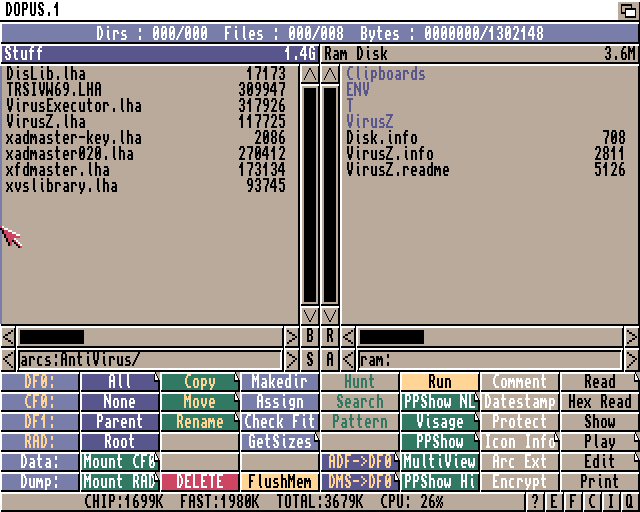 DOPUS.1
Dirs : 000/000 Files : 000/008 Bytes : 0000000/1302148
Stuff 1.4G Ram Disk 3.6M
DisLib.lha 17173
TRSIVW69.LHA 309947
VirusExecutor.lha 317926
VirusZ.lha 117725
xadmaster-key.lha 2086
xadmaster020.lha 270412
xfdmaster.lha 173134
xvslibrary.lha 93745
Clipboards
ENV
T
VirusZ
Disk.info 708
VirusZ.info 2811
VirusZ.readme 5126
B R
arcs:AntiVirus/ S A ram:
DF0: All Copy Makedir Hunt Run Comment Read
CF0: None Move Assign Search PPShow NL Datestamp Hex Read
DF1: Parent Rename Check Fit Pattern Visage Protect Show
RAD: Root GetSizes PPShow Icon Info Play
Data: Mount CF0 ADF->DF0 MultiView Arc Ext Edit
Dump: Mount RAD DELETE FlushMem DMS->DF0 PPShow Hi Encrypt Print
CHIP:1699K FAST:1980K TOTAL:3679K CPU: 26% ? E F C I Q